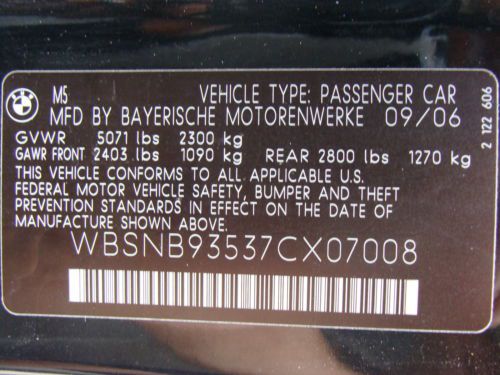 M5 VEHICLE TYPE: PASSENGER CAR
MFD BY BAYERISCHE MOTORENWERKE 09/06
GVWR 5071 lbs 2300 kg
GAWR FRONT 2403 lbs 1090 kg REAR 2800 lbs 1270 kg
THIS VEHICLE CONFORMS TO ALL APPLICABLE U.S.
FEDERAL MOTOR VEHICLE SAFETY, BUMPER AND THEFT
PREVENTION STANDARDS IN EFFECT ON THE DATE OF
MANUFACTURE SHOWN ABOVE.
WBSNB93537CX07008
2 122 606
BMW